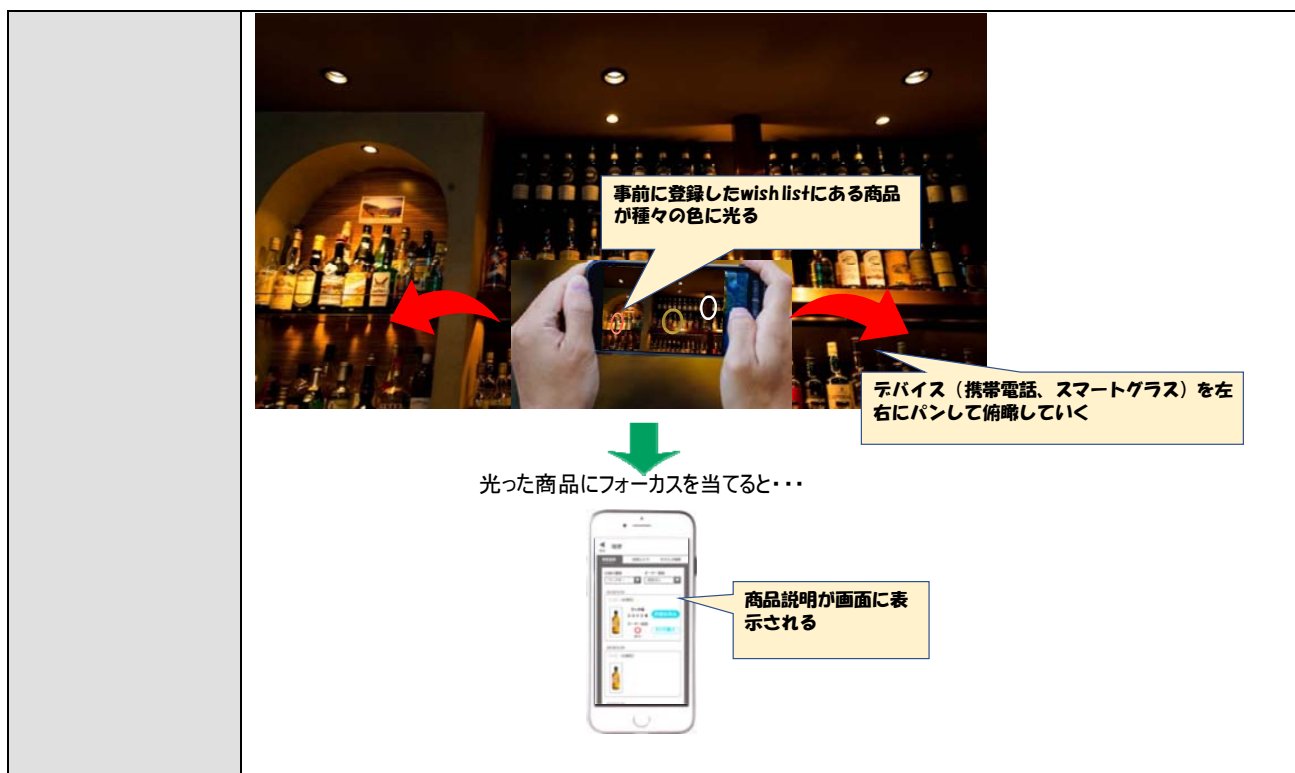 事前に登録したwish listにある商品
が種々の色に光る
デバイス（携帯電話、スマートグラス）を左
右にパンして俯瞰していく
光った商品にフォーカスを当てると・・・
商品説明が画面に表
示される